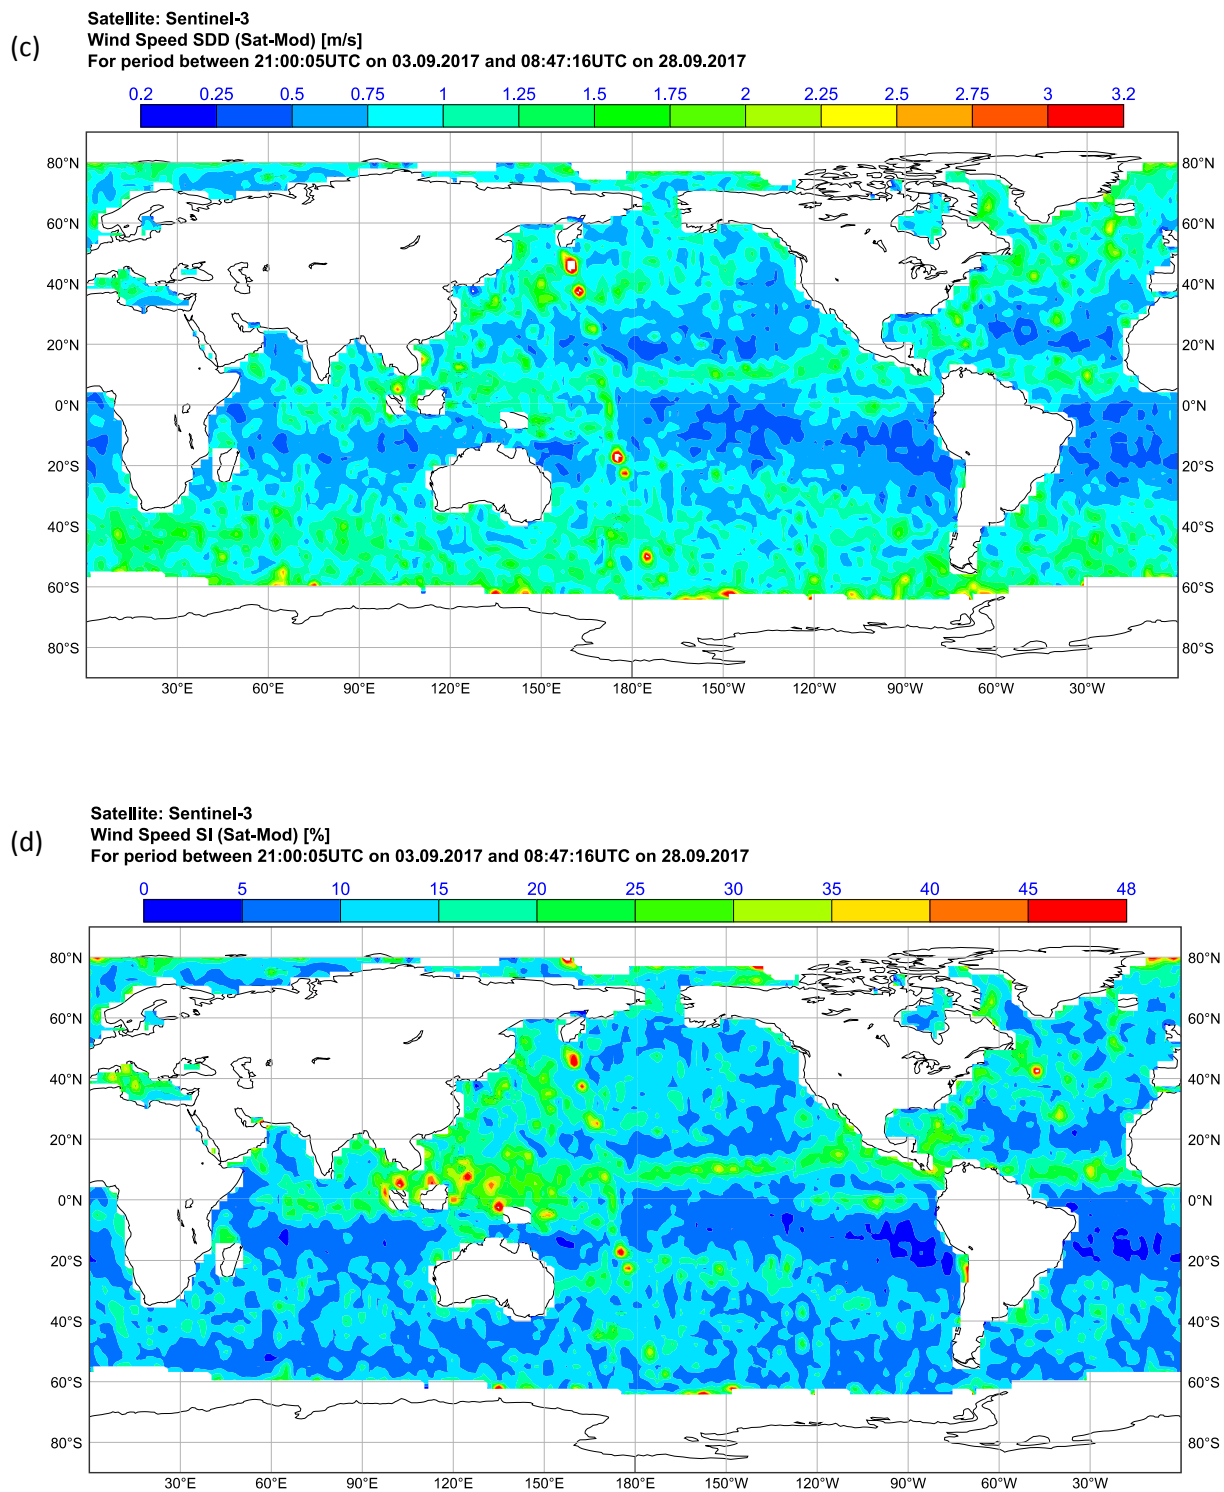 (c)
Satellite: Sentinel-3
Wind Speed SDD (Sat-Mod) [m/s]
For period between 21:00:05UTC on 03.09.2017 and 08:47:16UTC on 28.09.2017
0.2 0.25 0.5 0.75 1 1.25 1.5 1.75 2 2.25 2.5 2.75 3 3.2
80°N 80°N
60°N 60°N
40°N 40°N
20°N 20°N
0°N 0°N
20°S 20°S
40°S 40°S
60°S 60°S
80°S 80°S
30°E 60°E 90°E 120°E 150°E 180°E 150°W 120°W 90°W 60°W 30°W
(d)
Satellite: Sentinel-3
Wind Speed SI (Sat-Mod) [%]
For period between 21:00:05UTC on 03.09.2017 and 08:47:16UTC on 28.09.2017
0 5 10 15 20 25 30 35 40 45 48
80°N 80°N
60°N 60°N
40°N 40°N
20°N 20°N
0°N 0°N
20°S 20°S
40°S 40°S
60°S 60°S
80°S 80°S
30°E 60°E 90°E 120°E 150°E 180°E 150°W 120°W 90°W 60°W 30°W